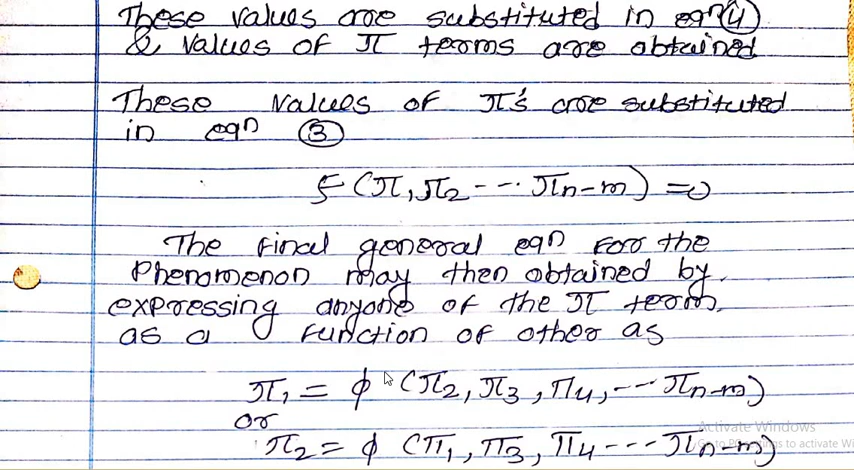 These values are substituted in eqn ④
& values of π terms are obtained
These values of π's are substituted
in eqn ③
F (π, π2 -- .. πn-m) = 0
The final general eqn for the
Phenomenon may then obtained by
expressing anyone of the π term,
as a function of other as
π1 = φ (π2, π3, π4, --- πn-m)
or
π2 = φ (π1, π3, π4 --- πn-m)
Activate Windows